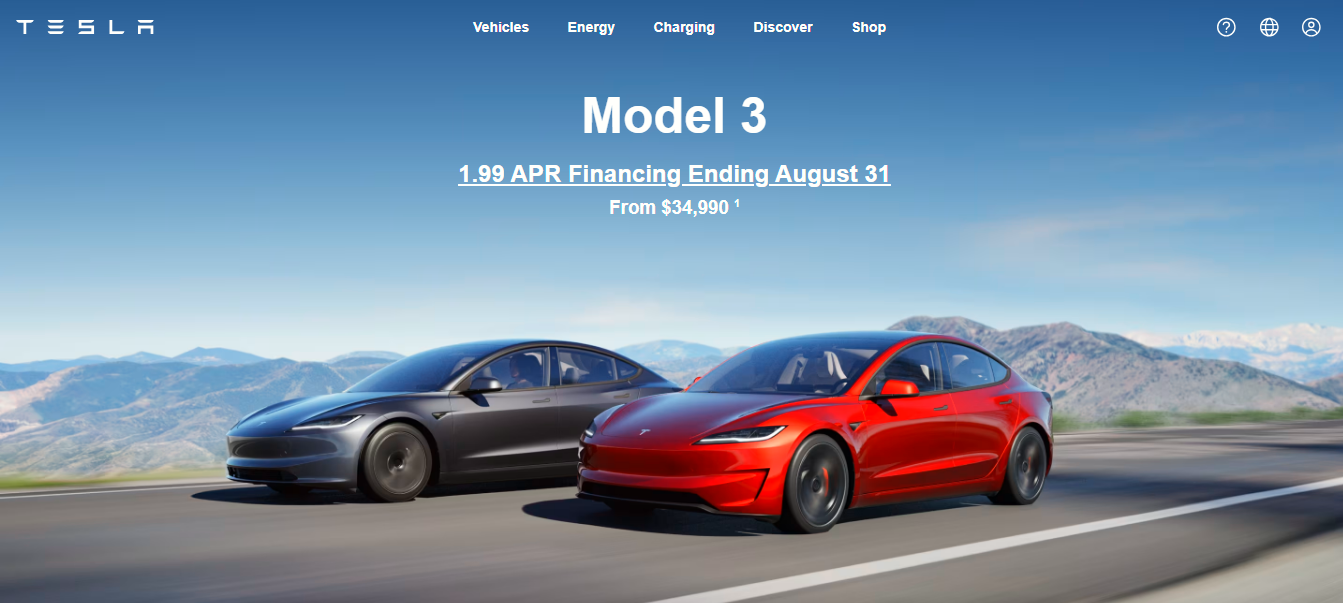 TESLA
Vehicles Energy Charging Discover Shop
Model 3
1.99 APR Financing Ending August 31
From $34,990 ¹